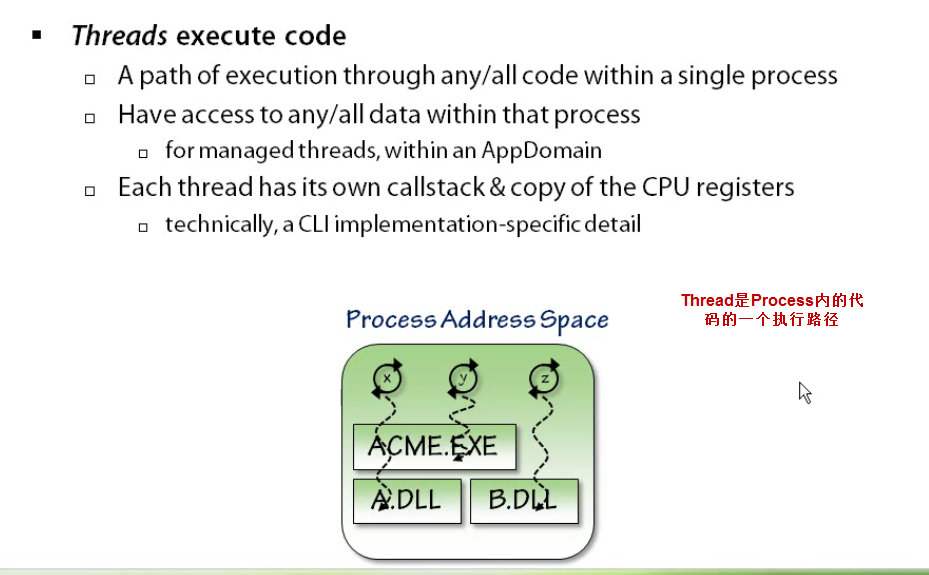 Threads execute code
A path of execution through any/all code within a single process
Have access to any/all data within that process
for managed threads, within an AppDomain
Each thread has its own callstack & copy of the CPU registers
technically, a CLI implementation-specific detail
Thread是Process内的代
码的一个执行路径
Process Address Space
x y z
ACME.EXE
A.DLL B.DLL